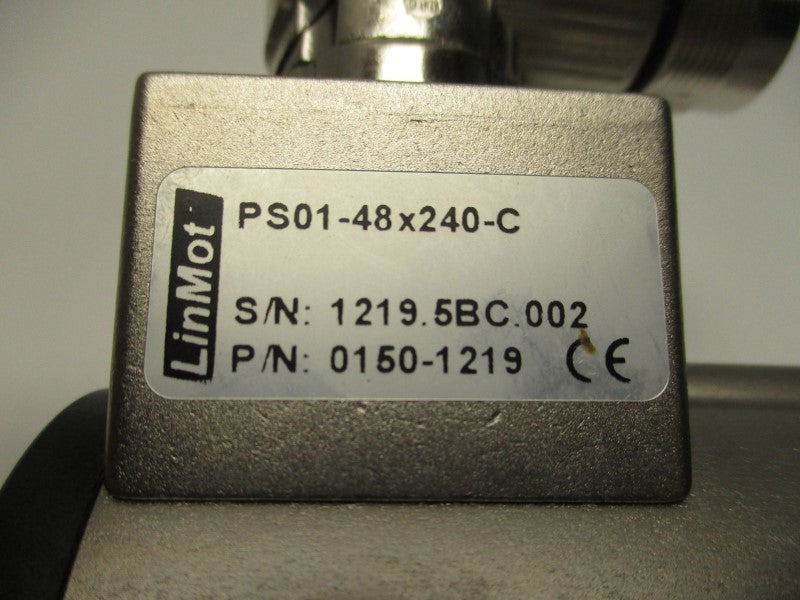 LinMot
PS01-48x240-C
S/N: 1219.5BC.002
P/N: 0150-1219 CE